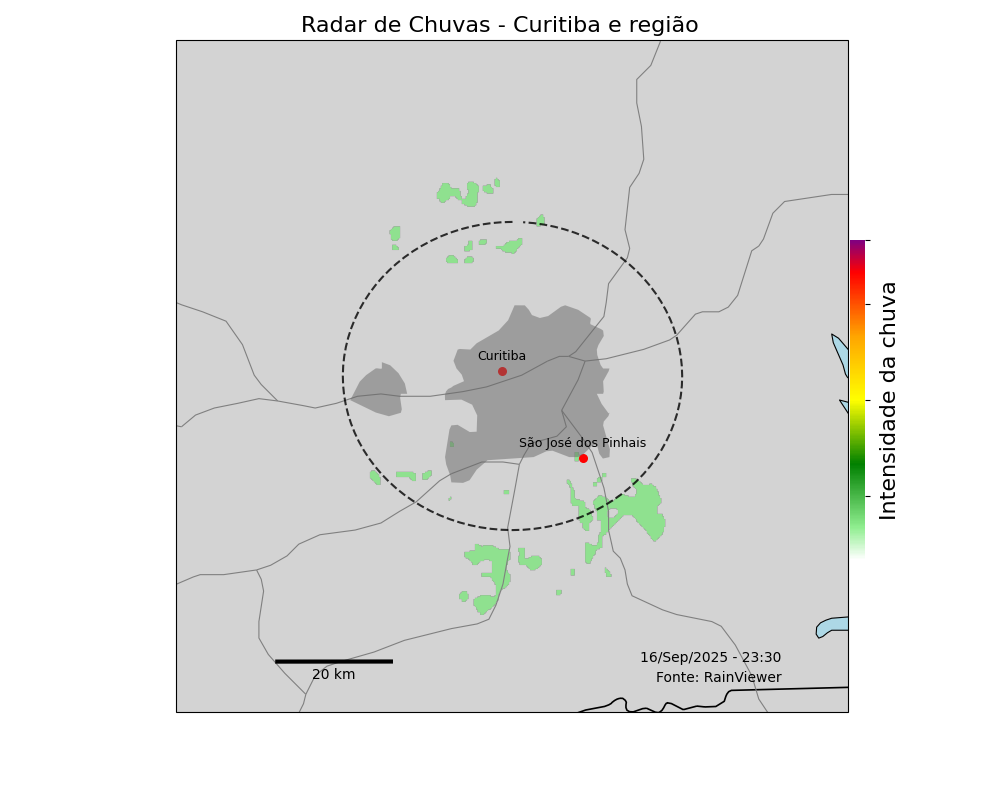 Radar de Chuvas - Curitiba e região
Curitiba
São José dos Pinhais
Intensidade da chuva
16/Sep/2025 - 23:30
20 km
Fonte: RainViewer